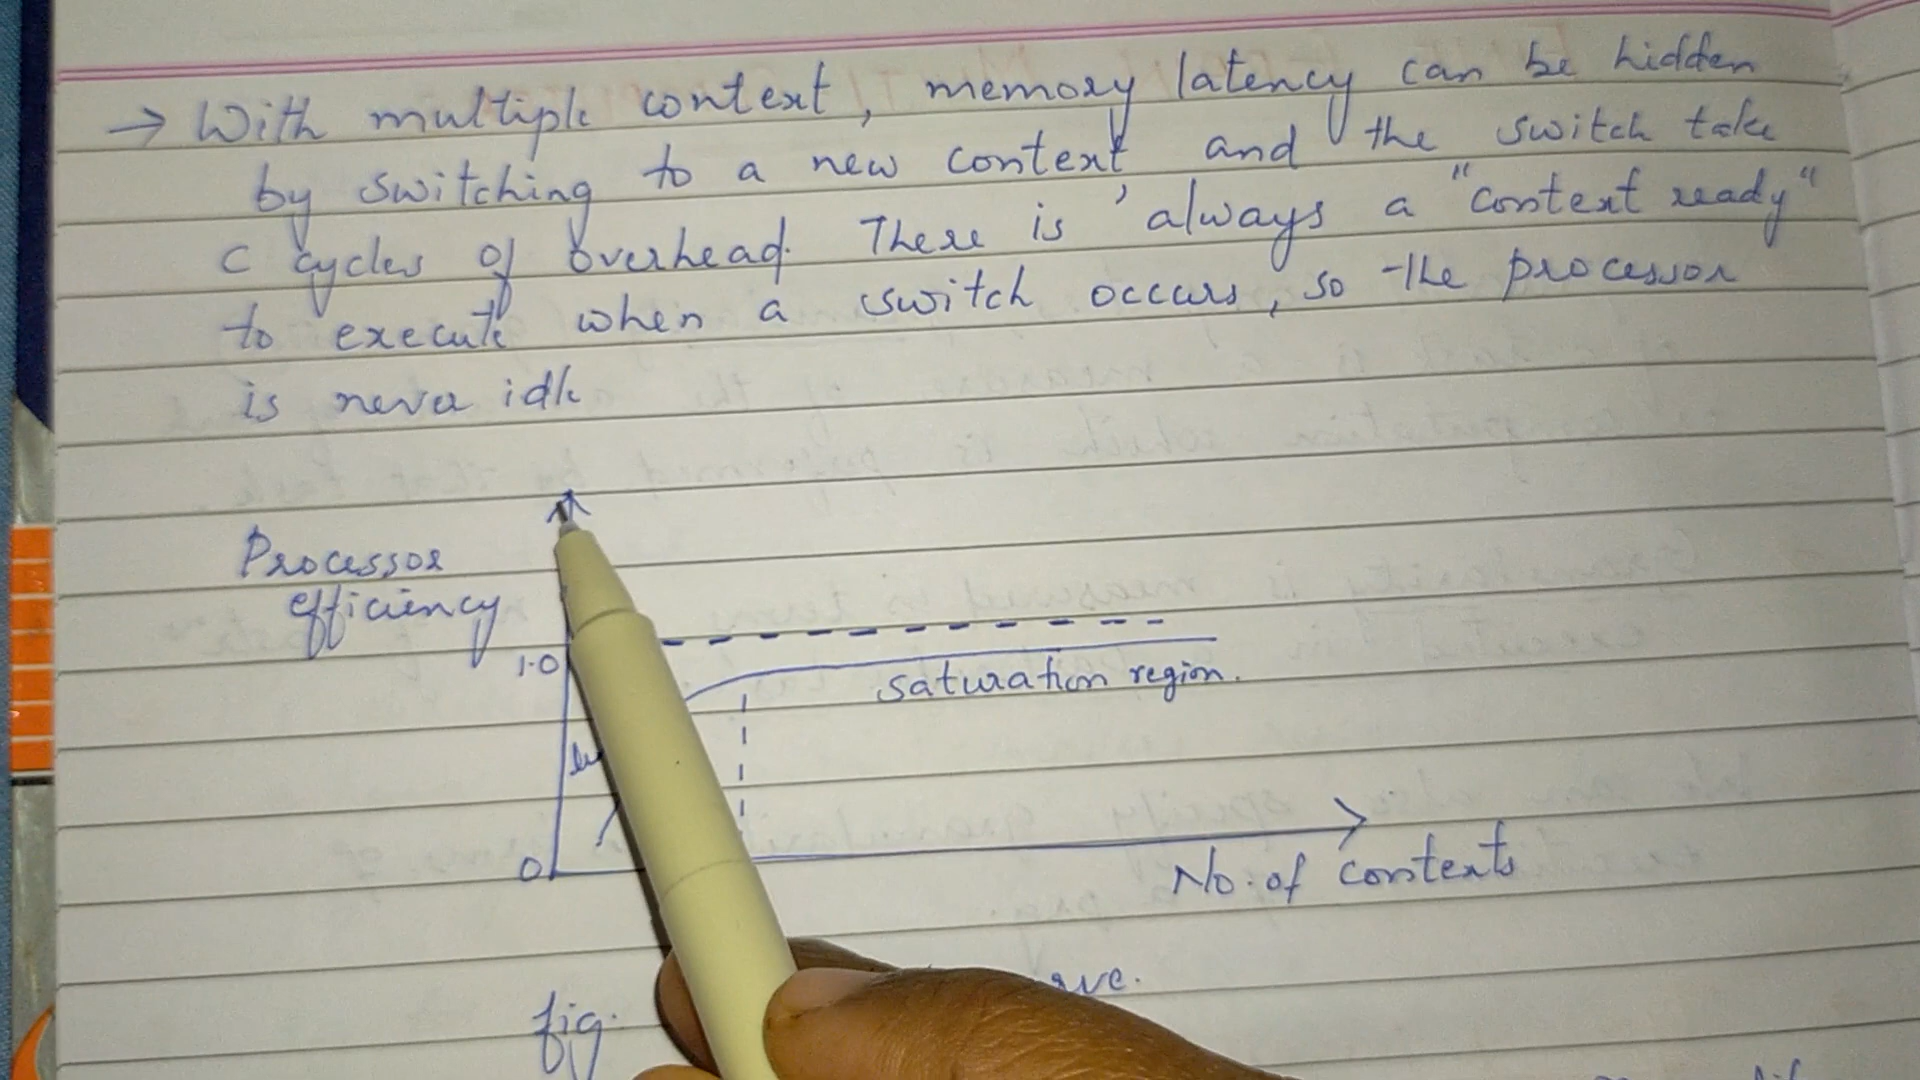 → With multiple context, memory latency can be hidden
by switching to a new context and the switch take
C cycles of overhead. There is always a "context ready"
to execute when a switch occurs, so the processor
is never idle
Processor
efficiency
1.0
saturation region.
0
No. of contexts
fig.